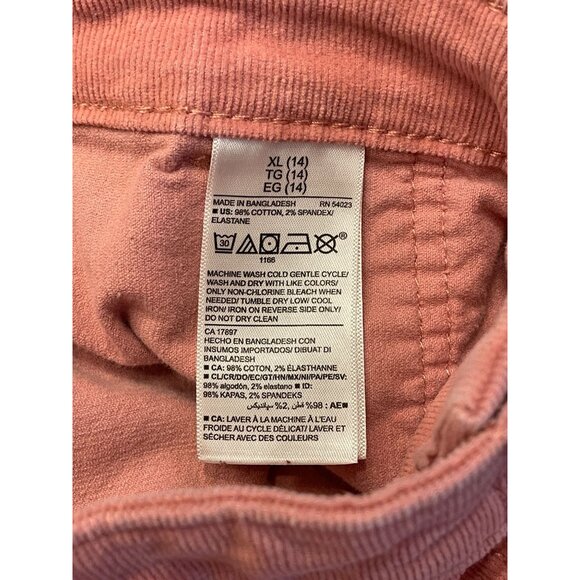 XL (14)
TG (14)
EG (14)
MADE IN BANGLADESH RN 54023
■ US: 98% COTTON, 2% SPANDEX/
ELASTANE
30
®
1166
MACHINE WASH COLD GENTLE CYCLE/
WASH AND DRY WITH LIKE COLORS/
ONLY NON-CHLORINE BLEACH WHEN
NEEDED/ TUMBLE DRY LOW/ COOL
IRON/ IRON ON REVERSE SIDE ONLY/
DO NOT DRY CLEAN
CA 17897
HECHO EN BANGLADESH CON
INSUMOS IMPORTADOS/ DIBUAT DI
BANGLADESH
■ CA: 98% COTON, 2% ÉLASTHANNE
■ CL/CR/DO/EC/GT/HN/MX/NI/PA/PE/SV:
98% algodón, 2% elastano ■ ID:
98% KAPAS, 2% SPANDEKS
■ AE: 98% قطن, 2% سپاندیکس
■ CA: LAVER À LA MACHINE À L'EAU
FROIDE AU CYCLE DÉLICAT/ LAVER ET
SÉCHER AVEC DES COULEURS